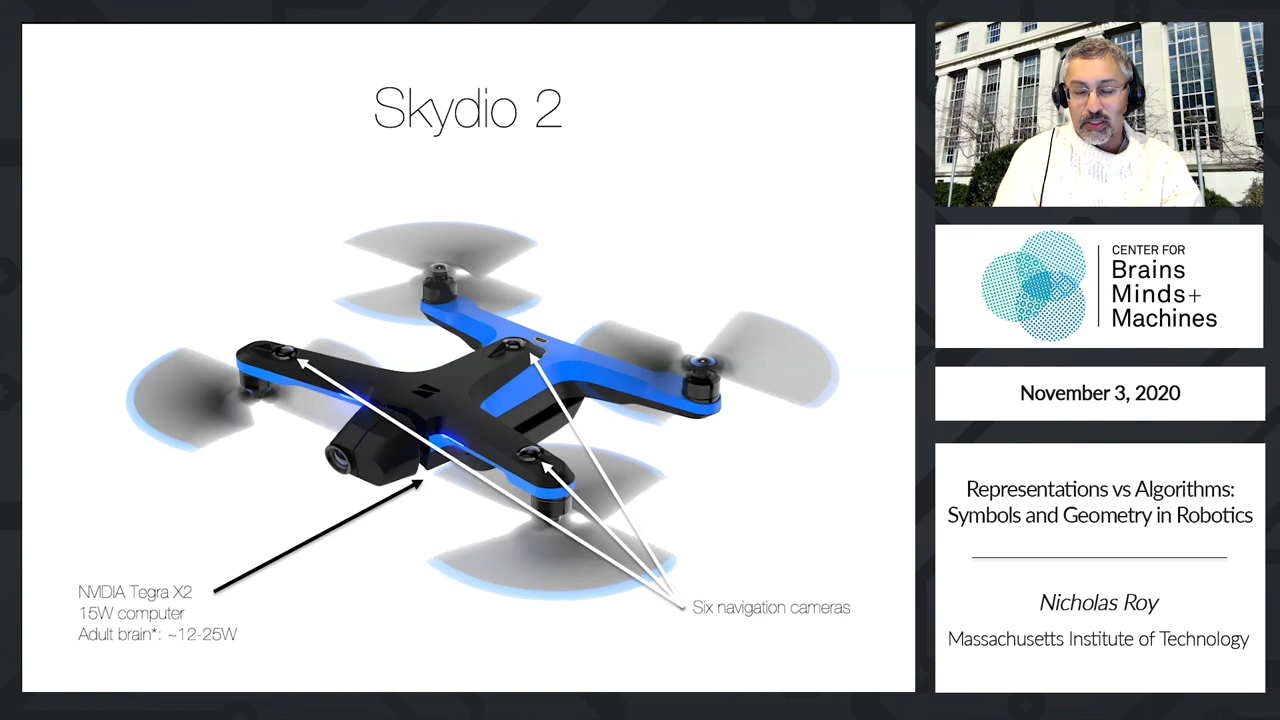 Skydio 2
NVIDIA Tegra X2
15W computer
Adult brain*: ~12-25W
Six navigation cameras
CENTER FOR
Brains
Minds+
Machines
November 3, 2020
Representations vs Algorithms:
Symbols and Geometry in Robotics
Nicholas Roy
Massachusetts Institute of Technology